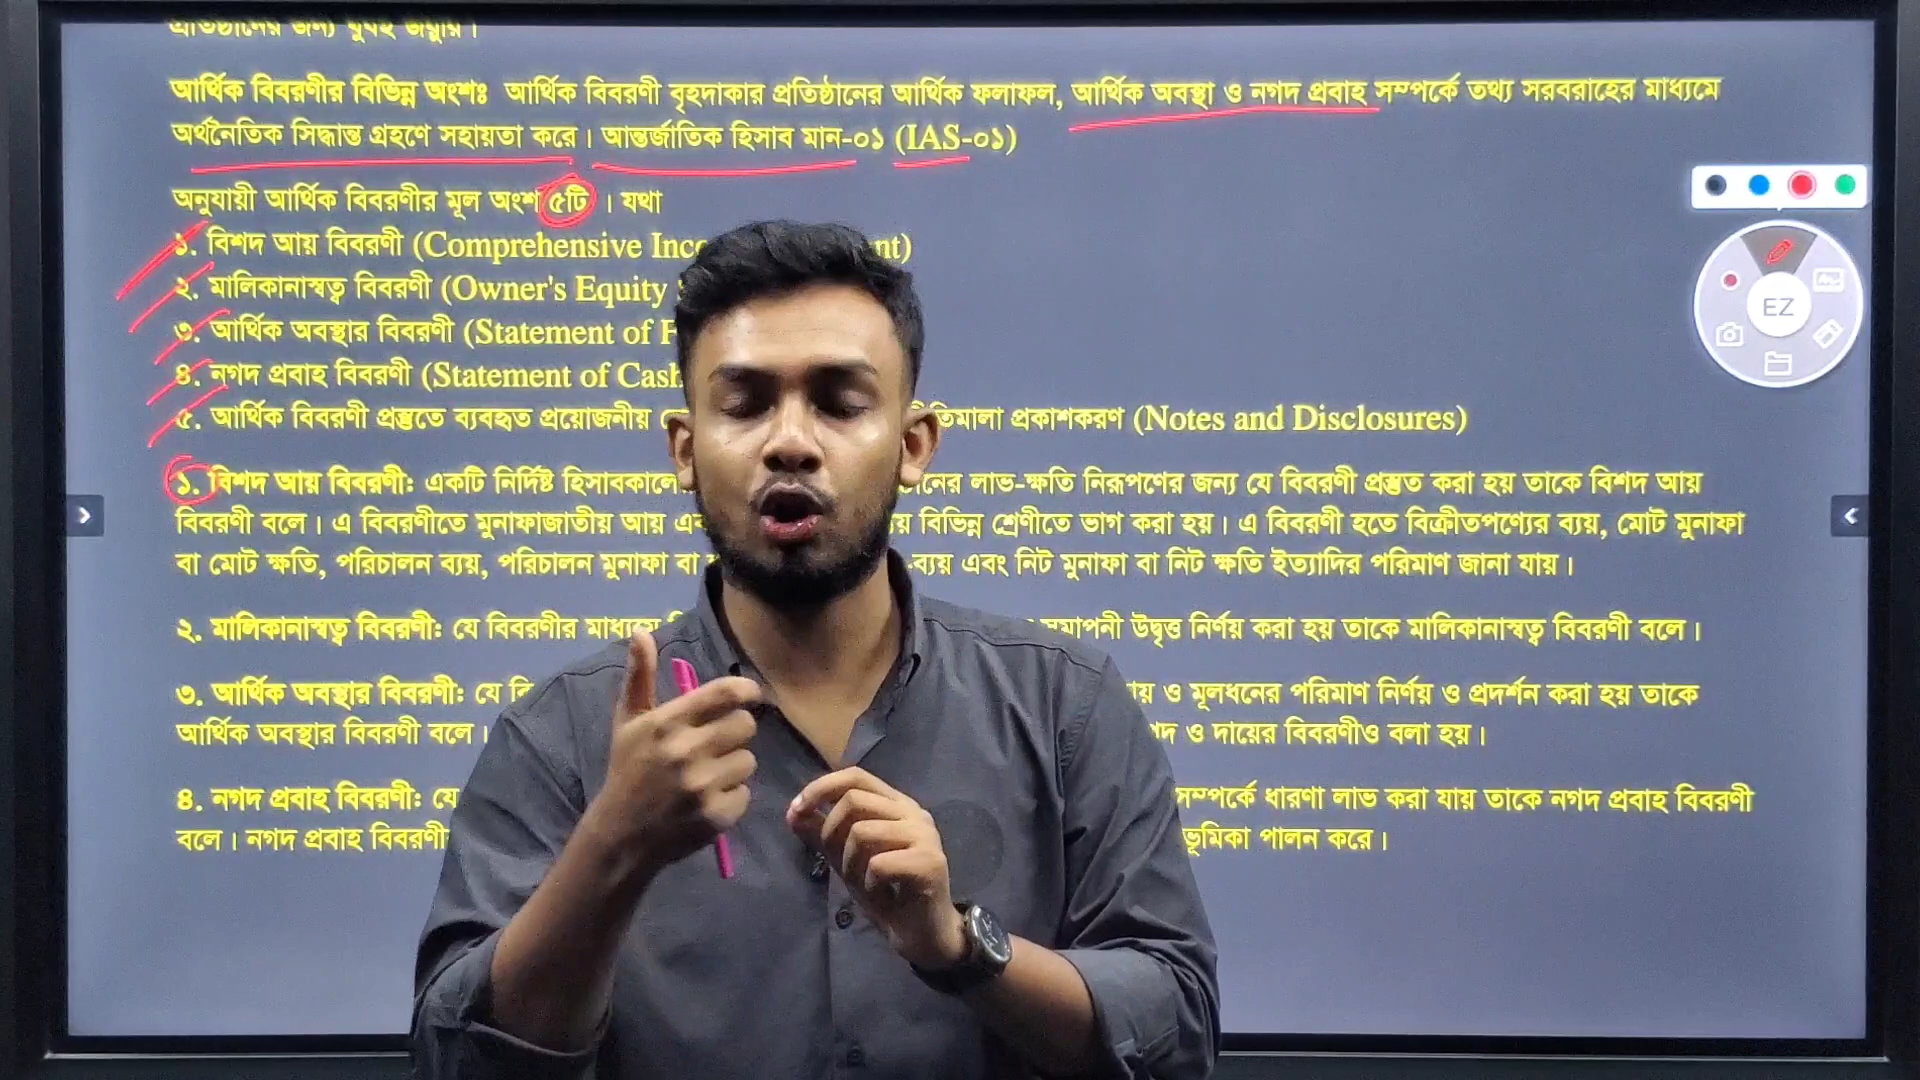 প্রতিষ্ঠানের জন্য খুবই জরুরি।
আর্থিক বিবরণীর বিভিন্ন অংশঃ আর্থিক বিবরণী বৃহদাকার প্রতিষ্ঠানের আর্থিক ফলাফল, আর্থিক অবস্থা ও নগদ প্রবাহ সম্পর্কে তথ্য সরবরাহের মাধ্যমে
অর্থনৈতিক সিদ্ধান্ত গ্রহণে সহায়তা করে। আন্তর্জাতিক হিসাব মান-০১ (IAS-০১)
অনুযায়ী আর্থিক বিবরণীর মূল অংশ ৫টি । যথা
১. বিশদ আয় বিবরণী (Comprehensive
২. মালিকানাস্বত্ব বিবরণী (Owner's Equity
৩. আর্থিক অবস্থার বিবরণী (Statement of
৪. নগদ প্রবাহ বিবরণী (Statement of Cash
৫. আর্থিক বিবরণী প্রস্তুতে ব্যবহৃত প্রয়োজনীয় প্রকাশকরণ (Notes and Disclosures)
১. বিশদ আয় বিবরণী: একটি নির্দিষ্ট লাভ-ক্ষতি নিরূপণের জন্য যে বিবরণী প্রস্তুত করা হয় তাকে বিশদ আয়
বিবরণী বলে। এ বিবরণীতে মুনাফাজাতীয় আয় বিভিন্ন শ্রেণীতে ভাগ করা হয়। এ বিবরণী হতে বিক্রীতপণ্যের ব্যয়, মোট মুনাফা
বা মোট ক্ষতি, পরিচালন ব্যয়, পরিচালন মুনাফা বা -ব্যয় এবং নিট মুনাফা বা নিট ক্ষতি ইত্যাদির পরিমাণ জানা যায়।
২. মালিকানাস্বত্ব বিবরণী: যে বিবরণীর মাধ্যমে সমাপনী উদ্বৃত্ত নির্ণয় করা হয় তাকে মালিকানাস্বত্ব বিবরণী বলে।
৩. আর্থিক অবস্থার বিবরণী: যে ও মূলধনের পরিমাণ নির্ণয় ও প্রদর্শন করা হয় তাকে
আর্থিক অবস্থার বিবরণী বলে। ও দায়ের বিবরণীও বলা হয়।
৪. নগদ প্রবাহ বিবরণী: যে সম্পর্কে ধারণা লাভ করা যায় তাকে নগদ প্রবাহ বিবরণী
বলে। নগদ প্রবাহ বিবরণী ভূমিকা পালন করে।
EZ